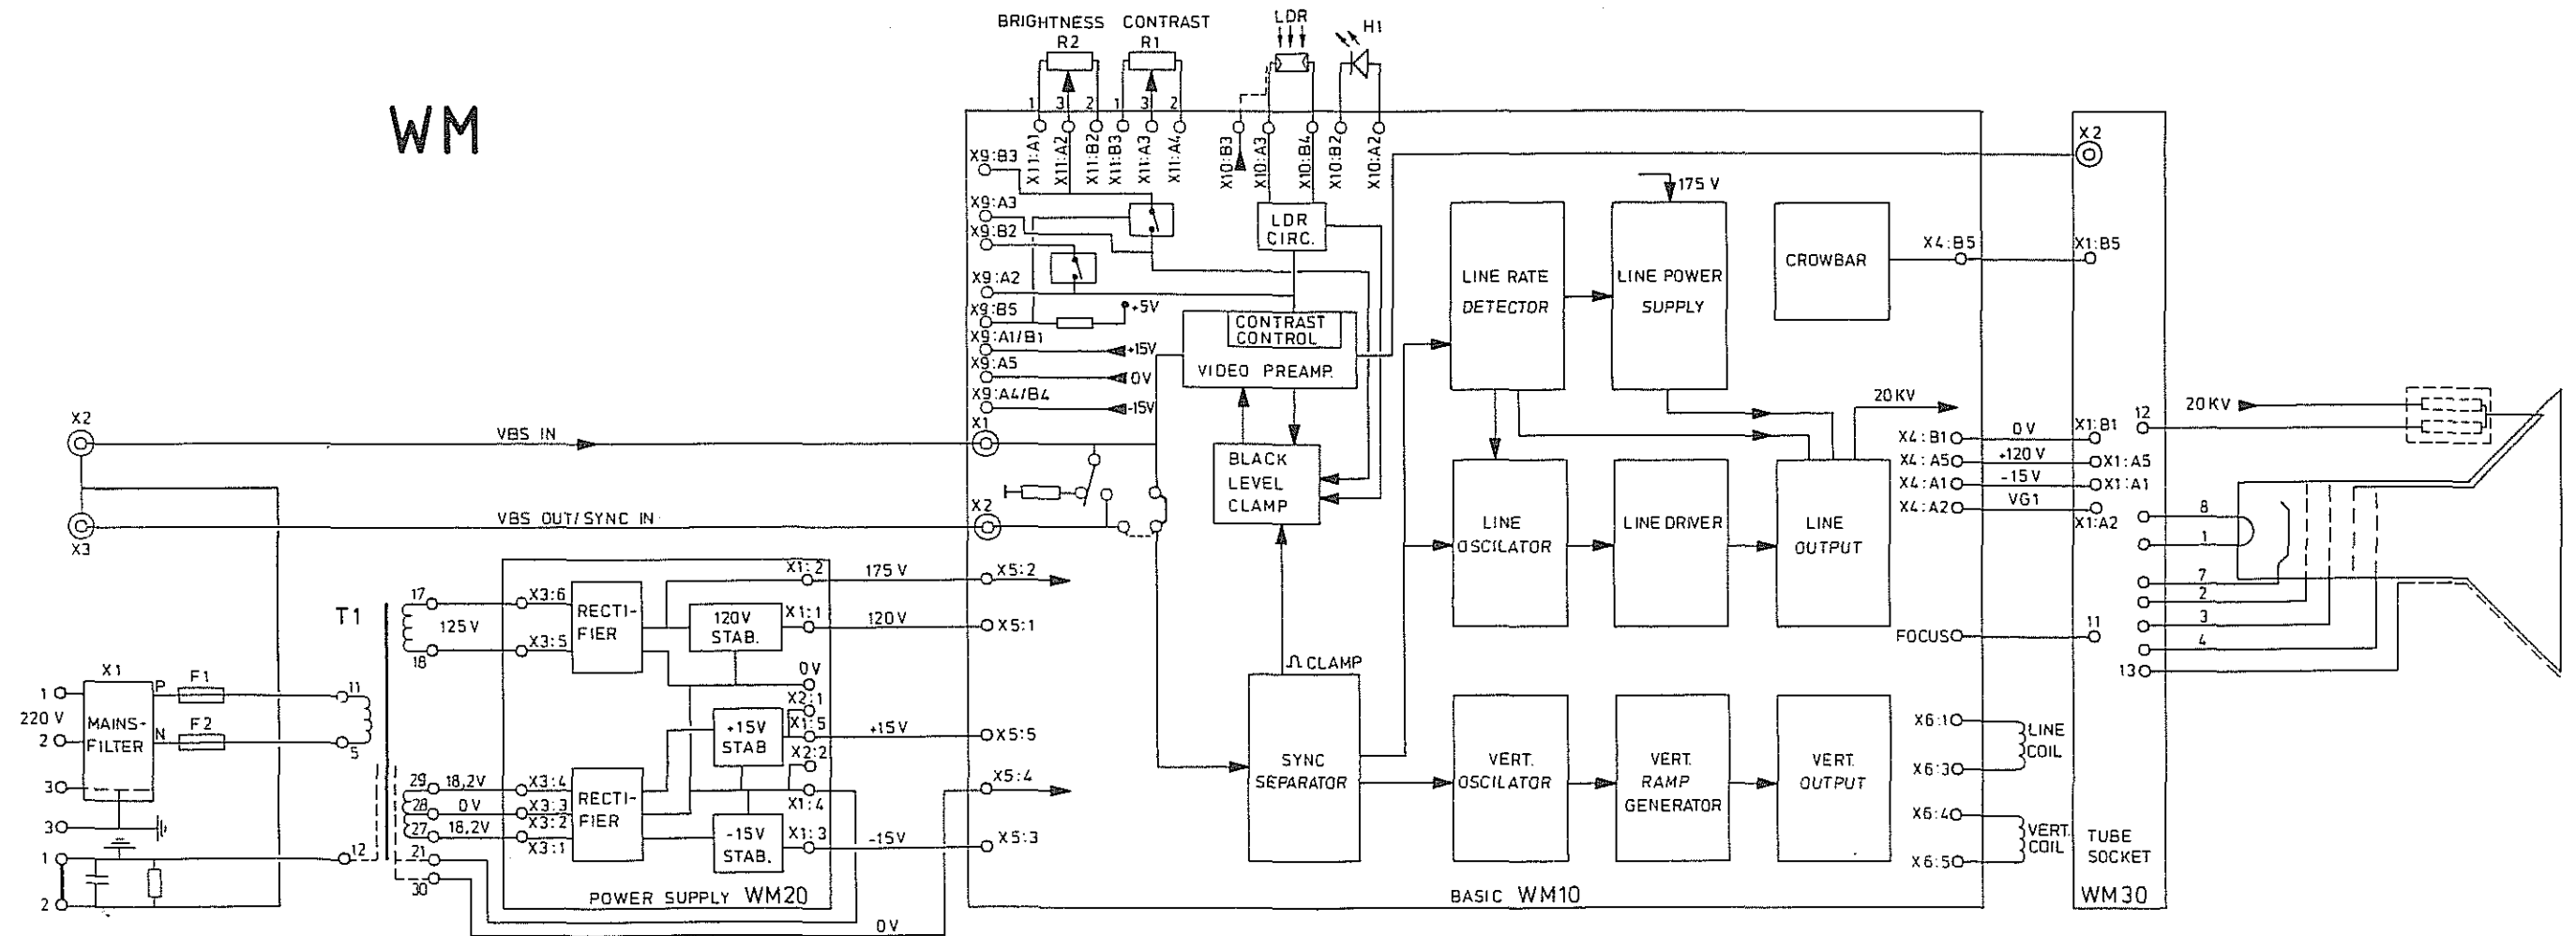 WM
BRIGHTNESS CONTRAST
R2 R1
LDR
H1
1 3 2 1 3 2
X11:A1 X11:A2 X11:B2 X11:B3 X11:A3 X11:A4
X10:B3 X10:A3 X10:B4 X10:B2 X10:A2
X9:B3
X9:A3
X9:B2
X9:A2
X9:B5
+5V
X9:A1/B1
+15V
X9:A5
0V
X9:A4/B4
-15V
LDR
CIRC.
CONTRAST
CONTROL
VIDEO PREAMP.
BLACK
LEVEL
CLAMP
LINE RATE
DETECTOR
175 V
LINE POWER
SUPPLY
CROWBAR
X4:B5
X2
X1:B5
X2
VBS IN
X1
X3
VBS OUT/SYNC IN
X2
20 KV
X4:B1 0V X1:B1
X4:A5 +120 V X1:A5
X4:A1 -15 V X1:A1
X4:A2 VG1 X1:A2
12
20 KV
8
1
7
2
3
4
13
LINE
OSCILATOR
LINE DRIVER
LINE
OUTPUT
FOCUS
11
T1
17
125 V
18
X3:6
X3:5
RECTI-
FIER
120V
STAB.
X1:2 175 V X5:2
X1:1 120V X5:1
0V
X2:1
X1:5 +15V X5:5
X2:2
+15V
STAB
X1:4
X5:4
-15V
STAB.
X1:3 -15V X5:3
X1
1
220 V
2
3
3
MAINS-
FILTER
P F1 11
N F2 5
29 18,2V X3:4
28 0V X3:3
X3:2
27 18,2V X3:1
RECTI-
FIER
1
2
12
21
30
POWER SUPPLY WM20
0V
CLAMP
SYNC
SEPARATOR
VERT.
OSCILATOR
VERT.
RAMP
GENERATOR
VERT.
OUTPUT
X6:1
LINE
COIL
X6:3
X6:4
VERT.
COIL
X6:5
BASIC WM10
TUBE
SOCKET
WM30